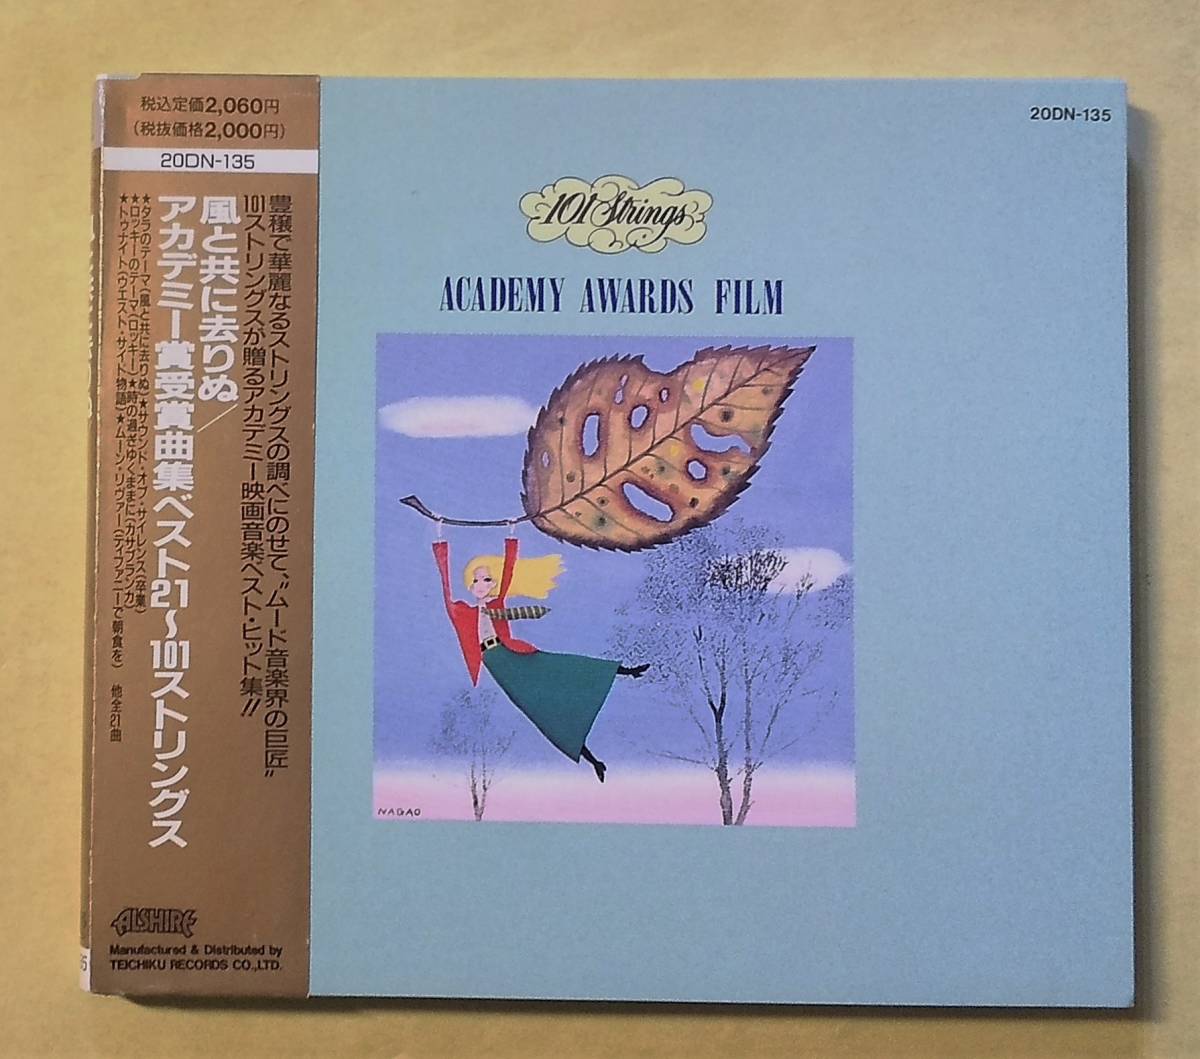 税込定価2,060円
(税抜価格2,000円)
20DN-135
豊穣で華麗なるストリングスの調べにのせて、“ムード音楽界の巨匠”
101ストリングスが贈るアカデミー映画音楽ベスト・ヒット集!!
風と共に去りぬ/
アカデミー賞受賞曲集ベスト21〜101ストリングス
★タラのテーマ(風と共に去りぬ)★サウンド・オブ・サイレンス(卒業)
★ロッキーのテーマ(ロッキー)★時の過ぎゆくままに(カサブランカ)
★トゥナイト(ウエスト・サイド物語)★ムーン・リヴァー(ティファニーで朝食を) 他全21曲
ALSHIRE
Manufactured & Distributed by
TEICHIKU RECORDS CO.,LTD.
20DN-135
101 Strings
ACADEMY AWARDS FILM
NAGAO